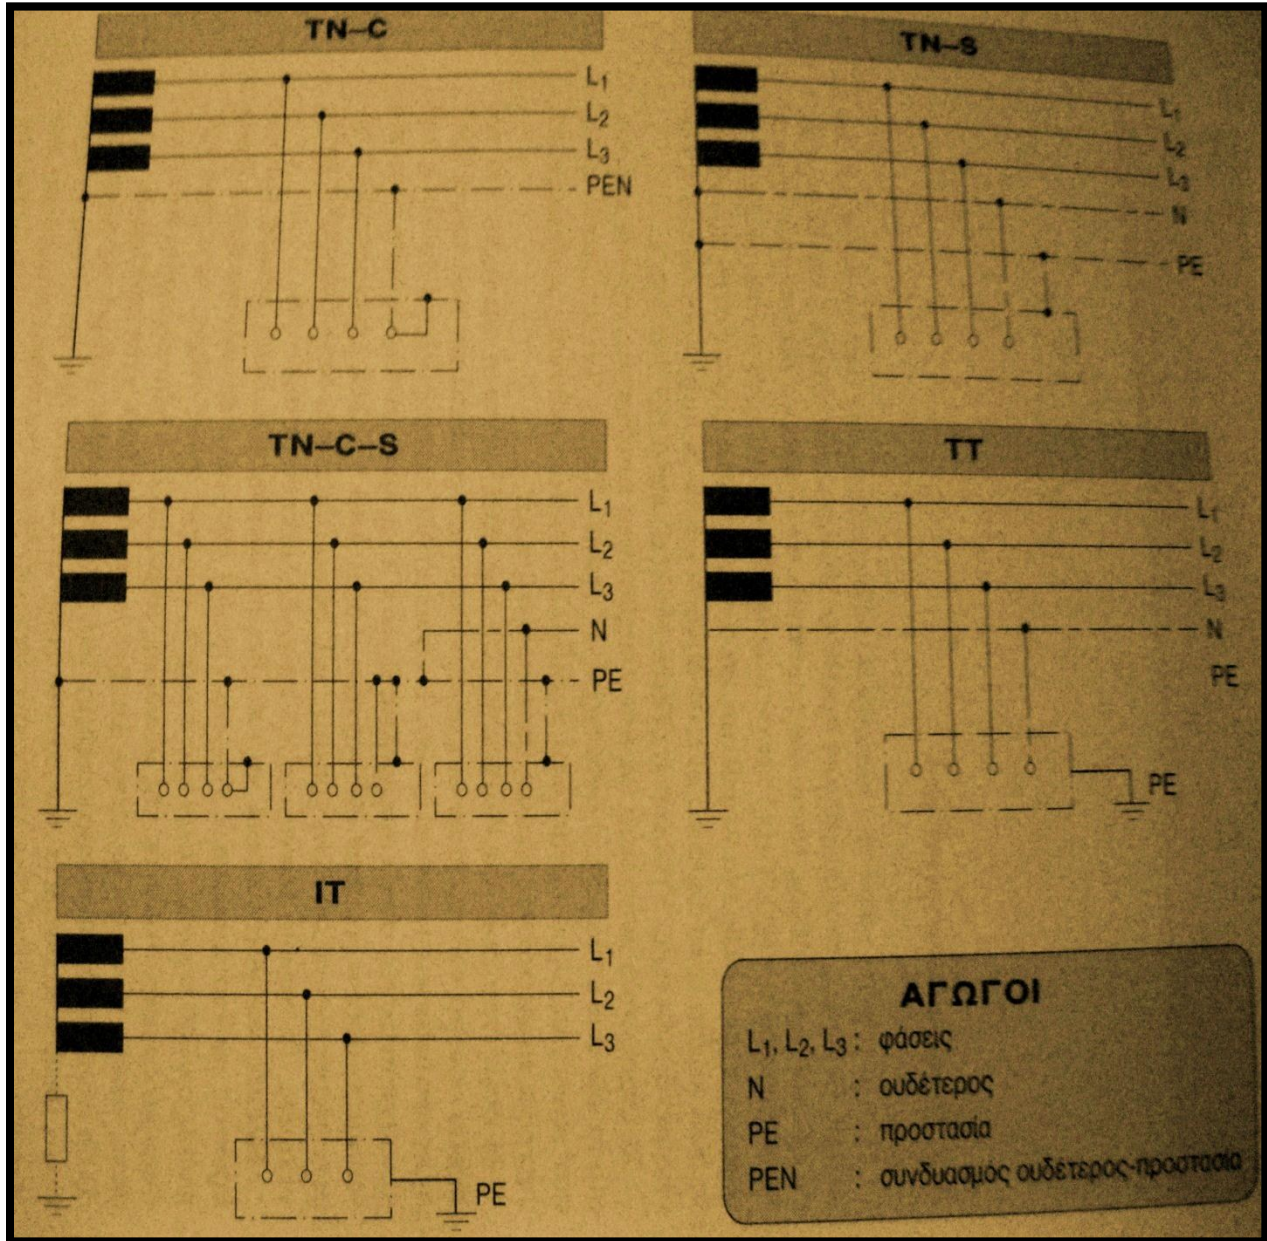 TN–C
L1
L2
L3
PEN
TN–S
L1
L2
L3
N
PE
TN–C–S
L1
L2
L3
N
PE
TT
L1
L2
L3
N
PE
PE
IT
L1
L2
L3
PE
ΑΓΩΓΟΙ
L1, L2, L3 : φάσεις
N : ουδέτερος
PE : προστασία
PEN : συνδυασμός ουδέτερος-προστασία